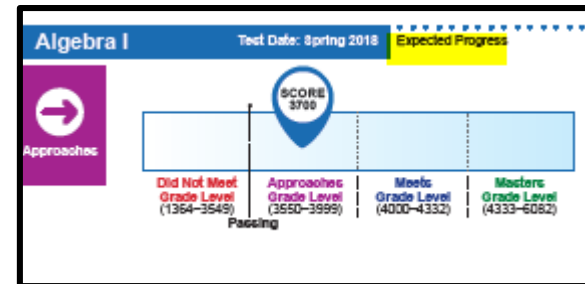 Algebra I
Test Date: Spring 2018
Expected Progress
SCORE
3700
Approaches
Did Not Meet
Grade Level
(1364–3549)
Approaches
Grade Level
(3550–3999)
Meets
Grade Level
(4000–4332)
Masters
Grade Level
(4333–6082)
Passing